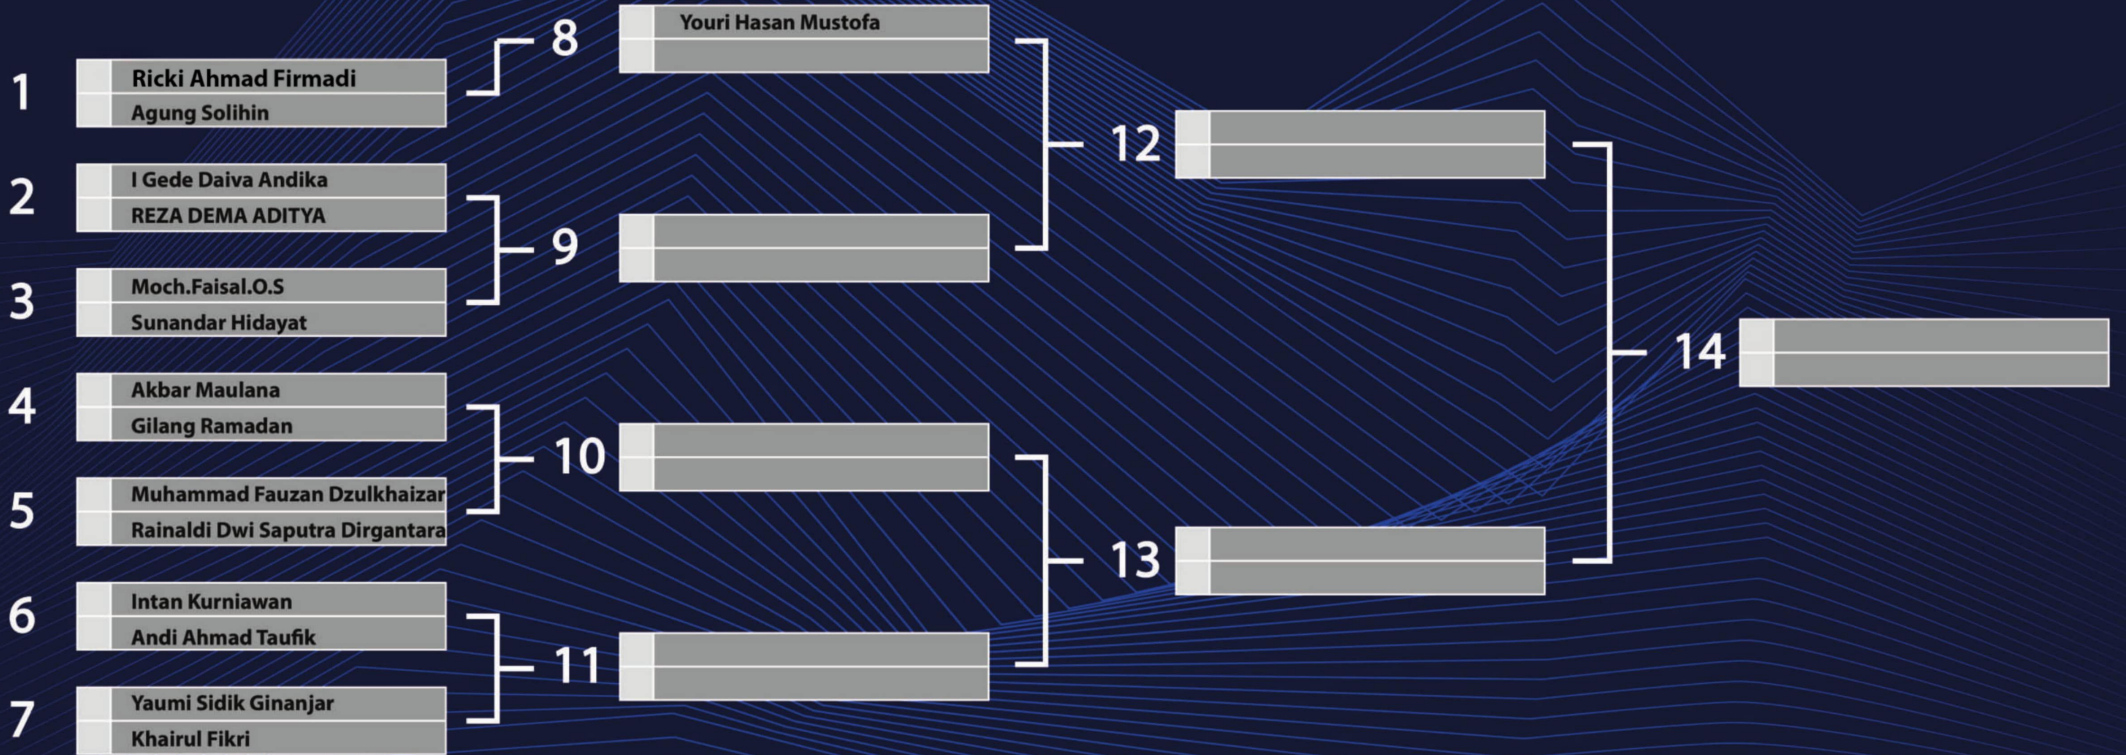 1
Ricki Ahmad Firmadi
Agung Solihin
2
I Gede Daiva Andika
REZA DEMA ADITYA
3
Moch.Faisal.O.S
Sunandar Hidayat
4
Akbar Maulana
Gilang Ramadan
5
Muhammad Fauzan Dzulkhaizar
Rainaldi Dwi Saputra Dirgantara
6
Intan Kurniawan
Andi Ahmad Taufik
7
Yaumi Sidik Ginanjar
Khairul Fikri
8
Youri Hasan Mustofa
9
10
11
12
13
14